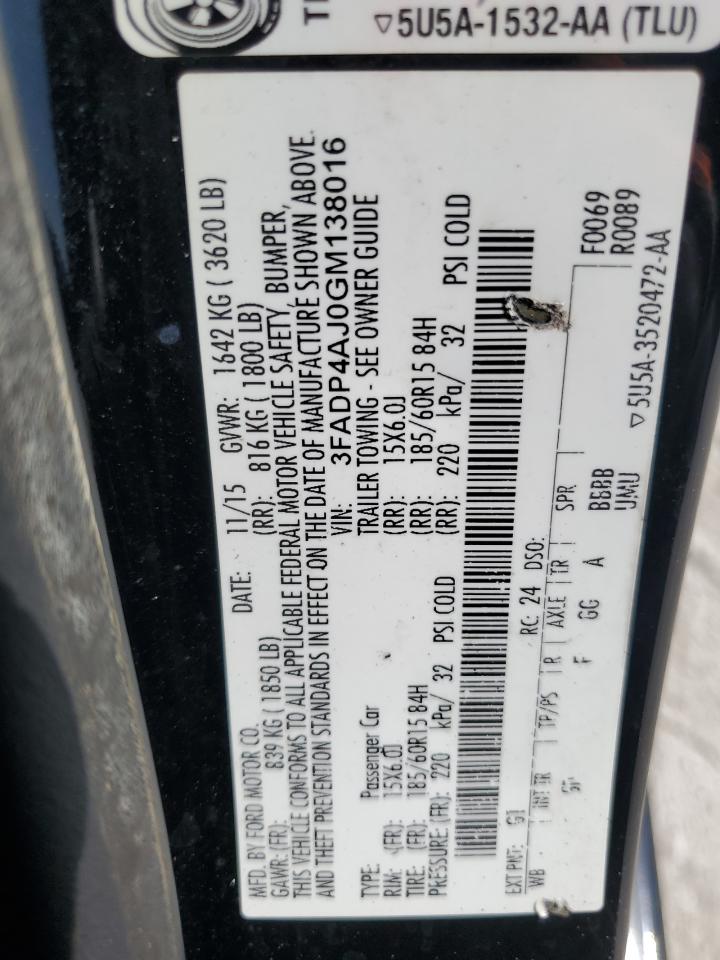 TI
▽5U5A-1532-AA (TLU)
MFD. BY FORD MOTOR CO.
DATE: 11/15 GVWR: 1642 KG ( 3620 LB)
GAWR: (FR): 839 KG ( 1850 LB) (RR): 816 KG ( 1800 LB)
THIS VEHICLE CONFORMS TO ALL APPLICABLE FEDERAL MOTOR VEHICLE SAFETY, BUMPER,
AND THEFT PREVENTION STANDARDS IN EFFECT ON THE DATE OF MANUFACTURE SHOWN ABOVE.
VIN: 3FADP4AJ0GM138016
TYPE: Passenger Car TRAILER TOWING - SEE OWNER GUIDE
RIM: (FR): 15X6.0J (RR): 15X6.0J
TIRE: (FR): 185/60R15 84H (RR): 185/60R15 84H
PRESSURE: (FR): 220 kPa/ 32 PSI COLD (RR): 220 kPa/ 32 PSI COLD
EXT PNT: G1 RC: 24 DSO: F0069
WB INT TR TP/PS R AXLE TR SPR R0089
F GG A BBBB
UMU
▽5U5A-3520472-AA